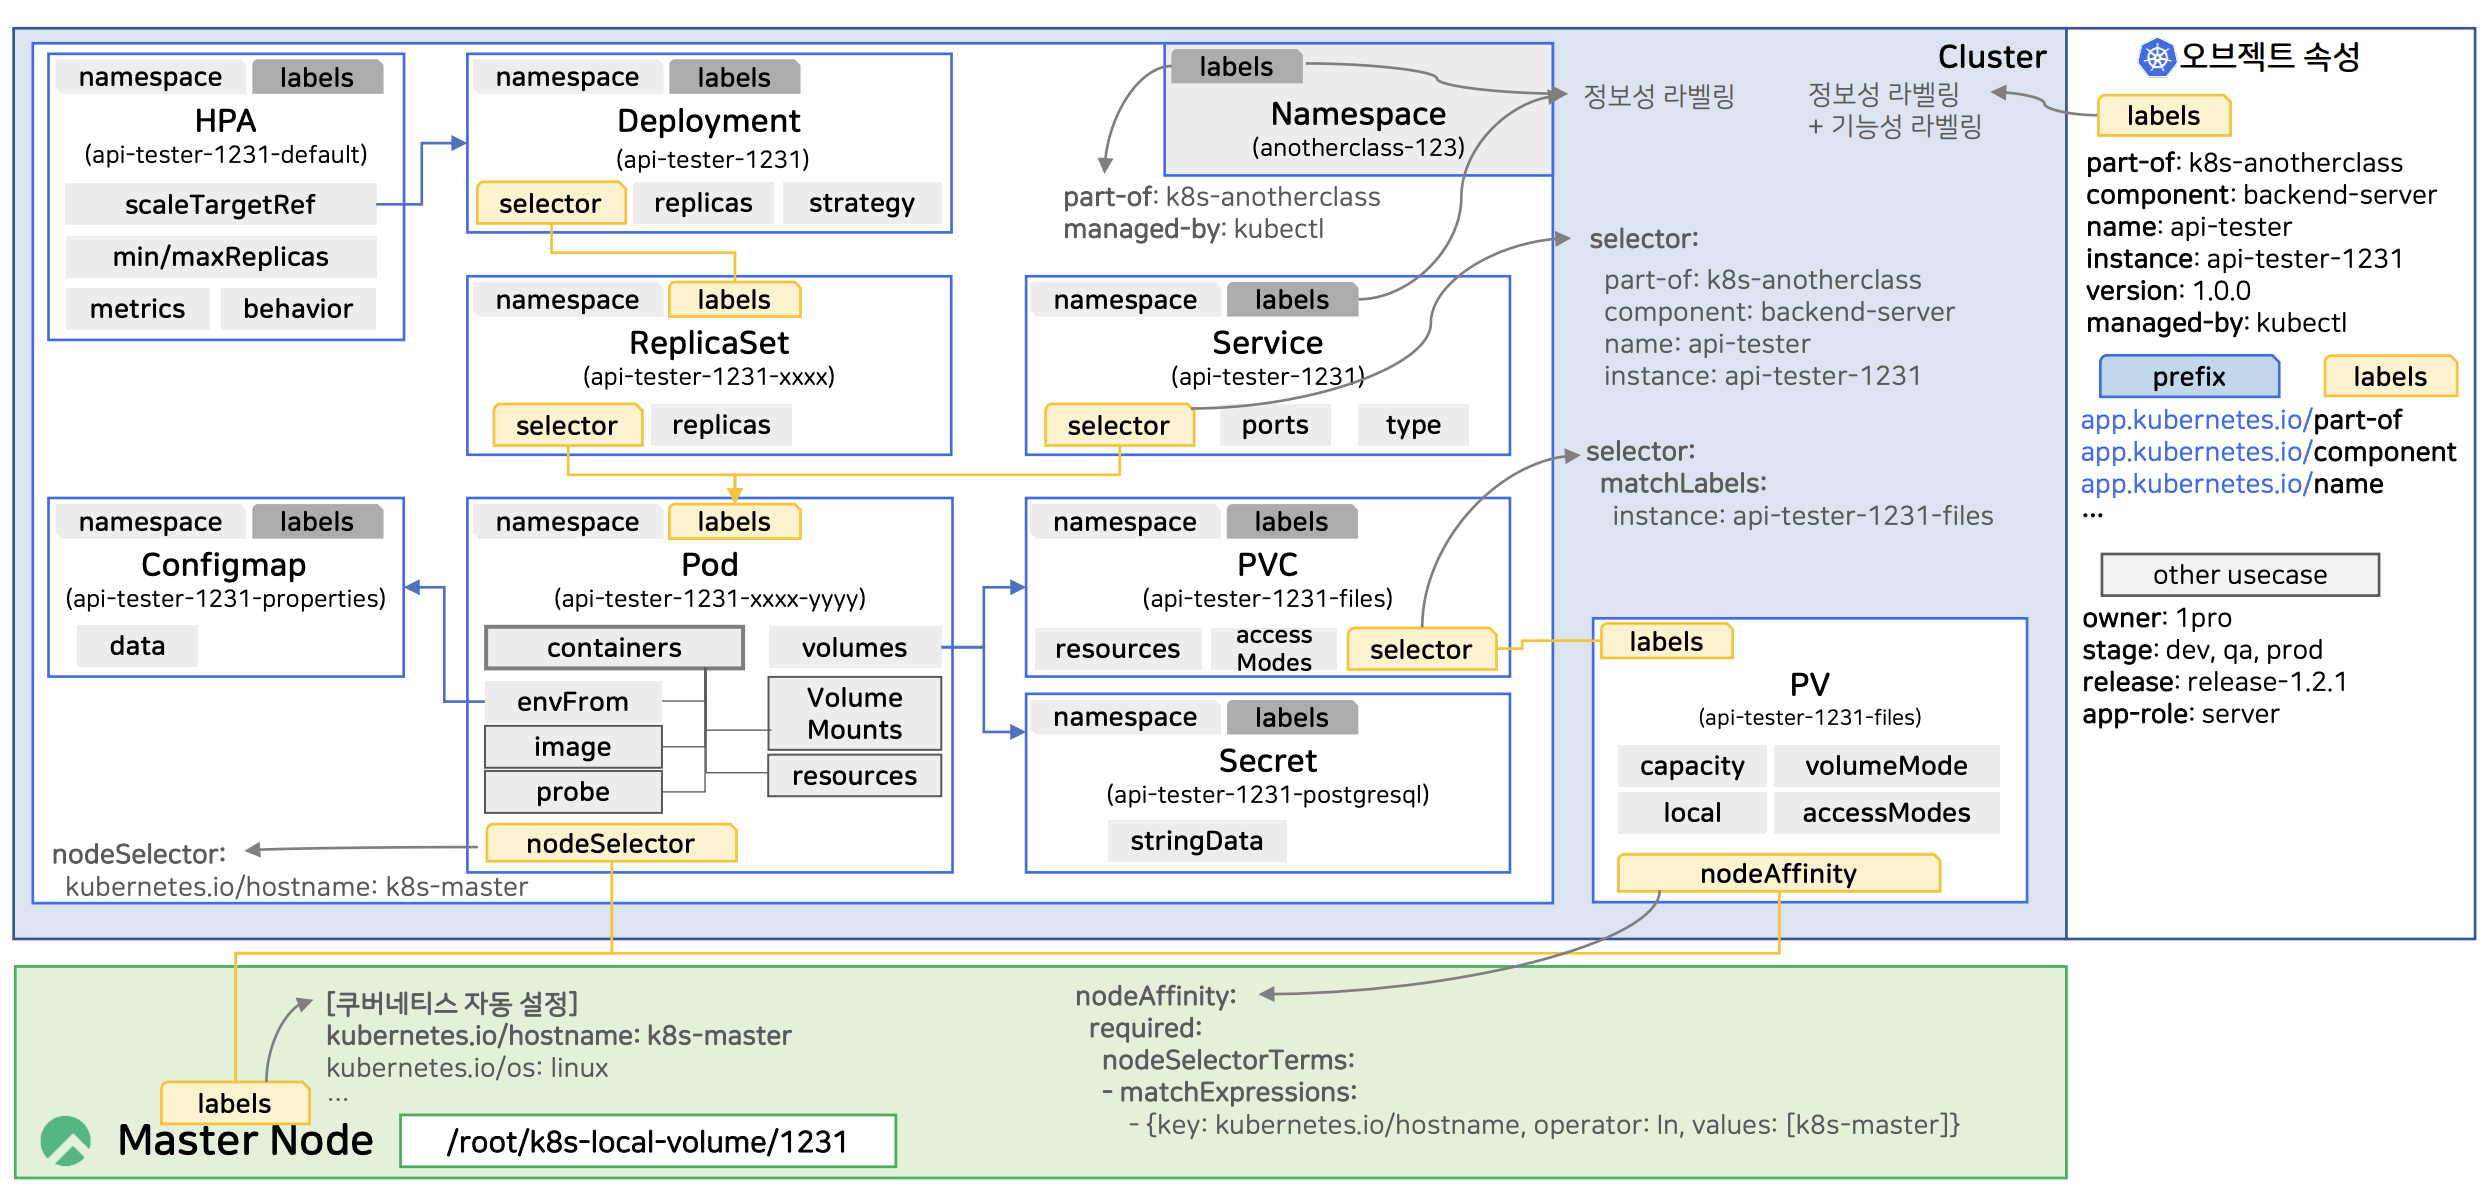 namespace labels
HPA
(api-tester-1231-default)
scaleTargetRef
min/maxReplicas
metrics behavior
namespace labels
Deployment
(api-tester-1231)
selector replicas strategy
labels
Namespace
(anotherclass-123)
part-of: k8s-anotherclass
managed-by: kubectl
Cluster
정보성 라벨링
정보성 라벨링
+ 기능성 라벨링
namespace labels
ReplicaSet
(api-tester-1231-xxxx)
selector replicas
namespace labels
Service
(api-tester-1231)
selector ports type
selector:
part-of: k8s-anotherclass
component: backend-server
name: api-tester
instance: api-tester-1231
selector:
matchLabels:
instance: api-tester-1231-files
namespace labels
Configmap
(api-tester-1231-properties)
data
namespace labels
Pod
(api-tester-1231-xxxx-yyyy)
containers volumes
envFrom
image
probe
Volume
Mounts
resources
nodeSelector
nodeSelector:
kubernetes.io/hostname: k8s-master
namespace labels
PVC
(api-tester-1231-files)
resources
access
Modes
selector
namespace labels
Secret
(api-tester-1231-postgresql)
stringData
labels
PV
(api-tester-1231-files)
capacity volumeMode
local accessModes
nodeAffinity
오브젝트 속성
labels
part-of: k8s-anotherclass
component: backend-server
name: api-tester
instance: api-tester-1231
version: 1.0.0
managed-by: kubectl
prefix labels
app.kubernetes.io/part-of
app.kubernetes.io/component
app.kubernetes.io/name
...
other usecase
owner: 1pro
stage: dev, qa, prod
release: release-1.2.1
app-role: server
[쿠버네티스 자동 설정]
kubernetes.io/hostname: k8s-master
kubernetes.io/os: linux
...
labels
Master Node
/root/k8s-local-volume/1231
nodeAffinity:
required:
nodeSelectorTerms:
- matchExpressions:
- {key: kubernetes.io/hostname, operator: In, values: [k8s-master]}